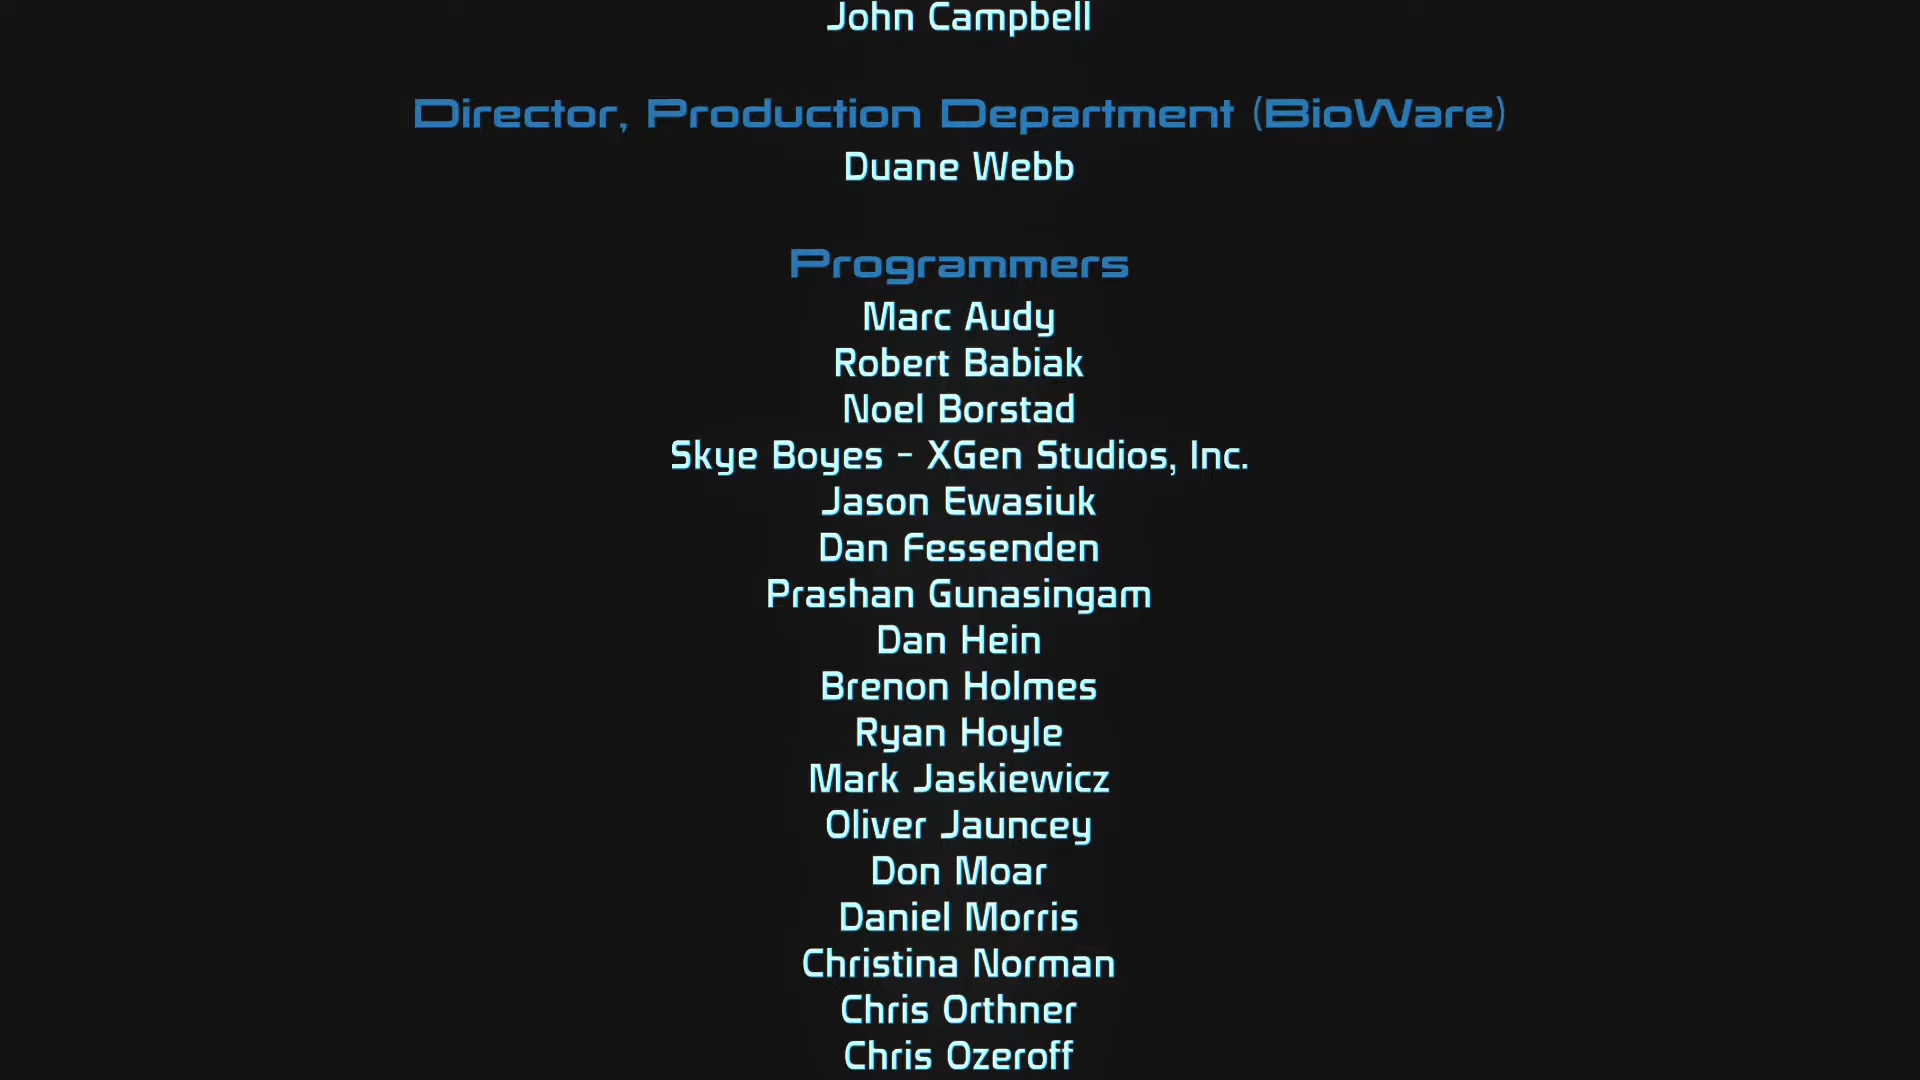 John Campbell
Director, Production Department (BioWare)
Duane Webb
Programmers
Marc Audy
Robert Babiak
Noel Borstad
Skye Boyes - XGen Studios, Inc.
Jason Ewasiuk
Dan Fessenden
Prashan Gunasingam
Dan Hein
Brenon Holmes
Ryan Hoyle
Mark Jaskiewicz
Oliver Jauncey
Don Moar
Daniel Morris
Christina Norman
Chris Orthner
Chris Ozeroff